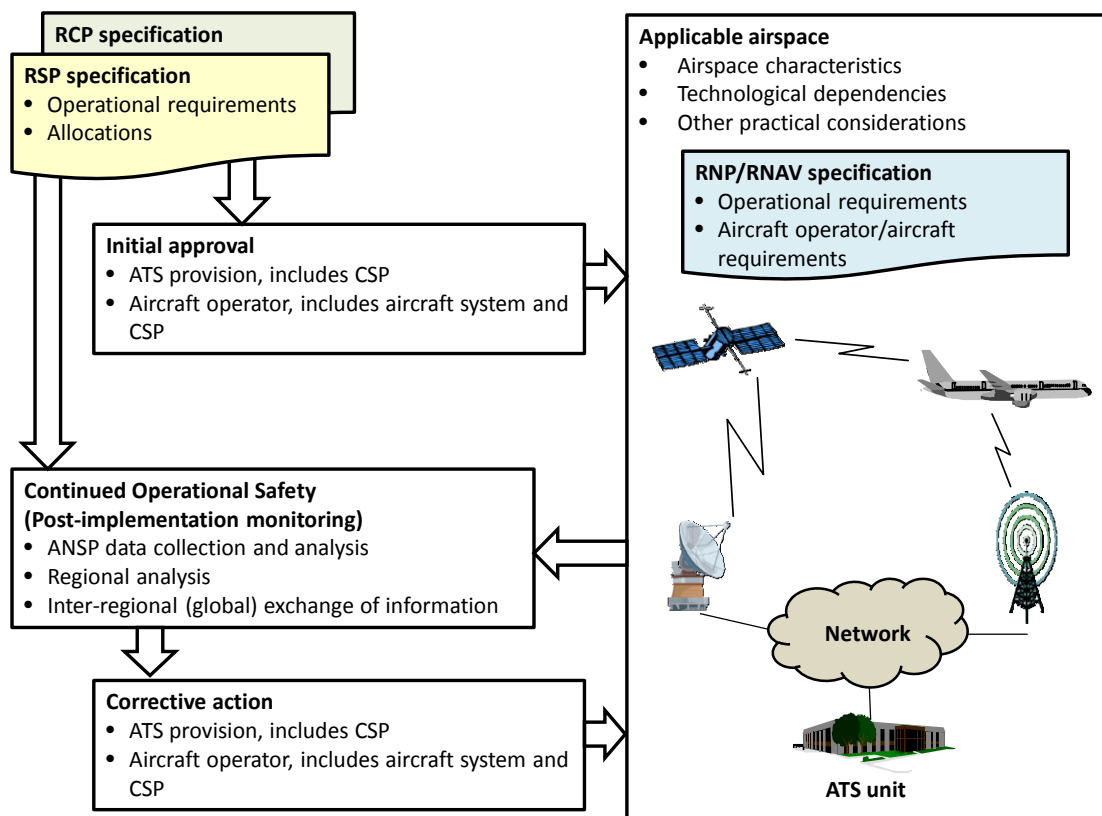 RCP specification
RSP specification
• Operational requirements
• Allocations
Initial approval
• ATS provision, includes CSP
• Aircraft operator, includes aircraft system and
CSP
Continued Operational Safety
(Post-implementation monitoring)
• ANSP data collection and analysis
• Regional analysis
• Inter-regional (global) exchange of information
Corrective action
• ATS provision, includes CSP
• Aircraft operator, includes aircraft system and
CSP
Applicable airspace
• Airspace characteristics
• Technological dependencies
• Other practical considerations
RNP/RNAV specification
• Operational requirements
• Aircraft operator/aircraft
requirements
Network
ATS unit